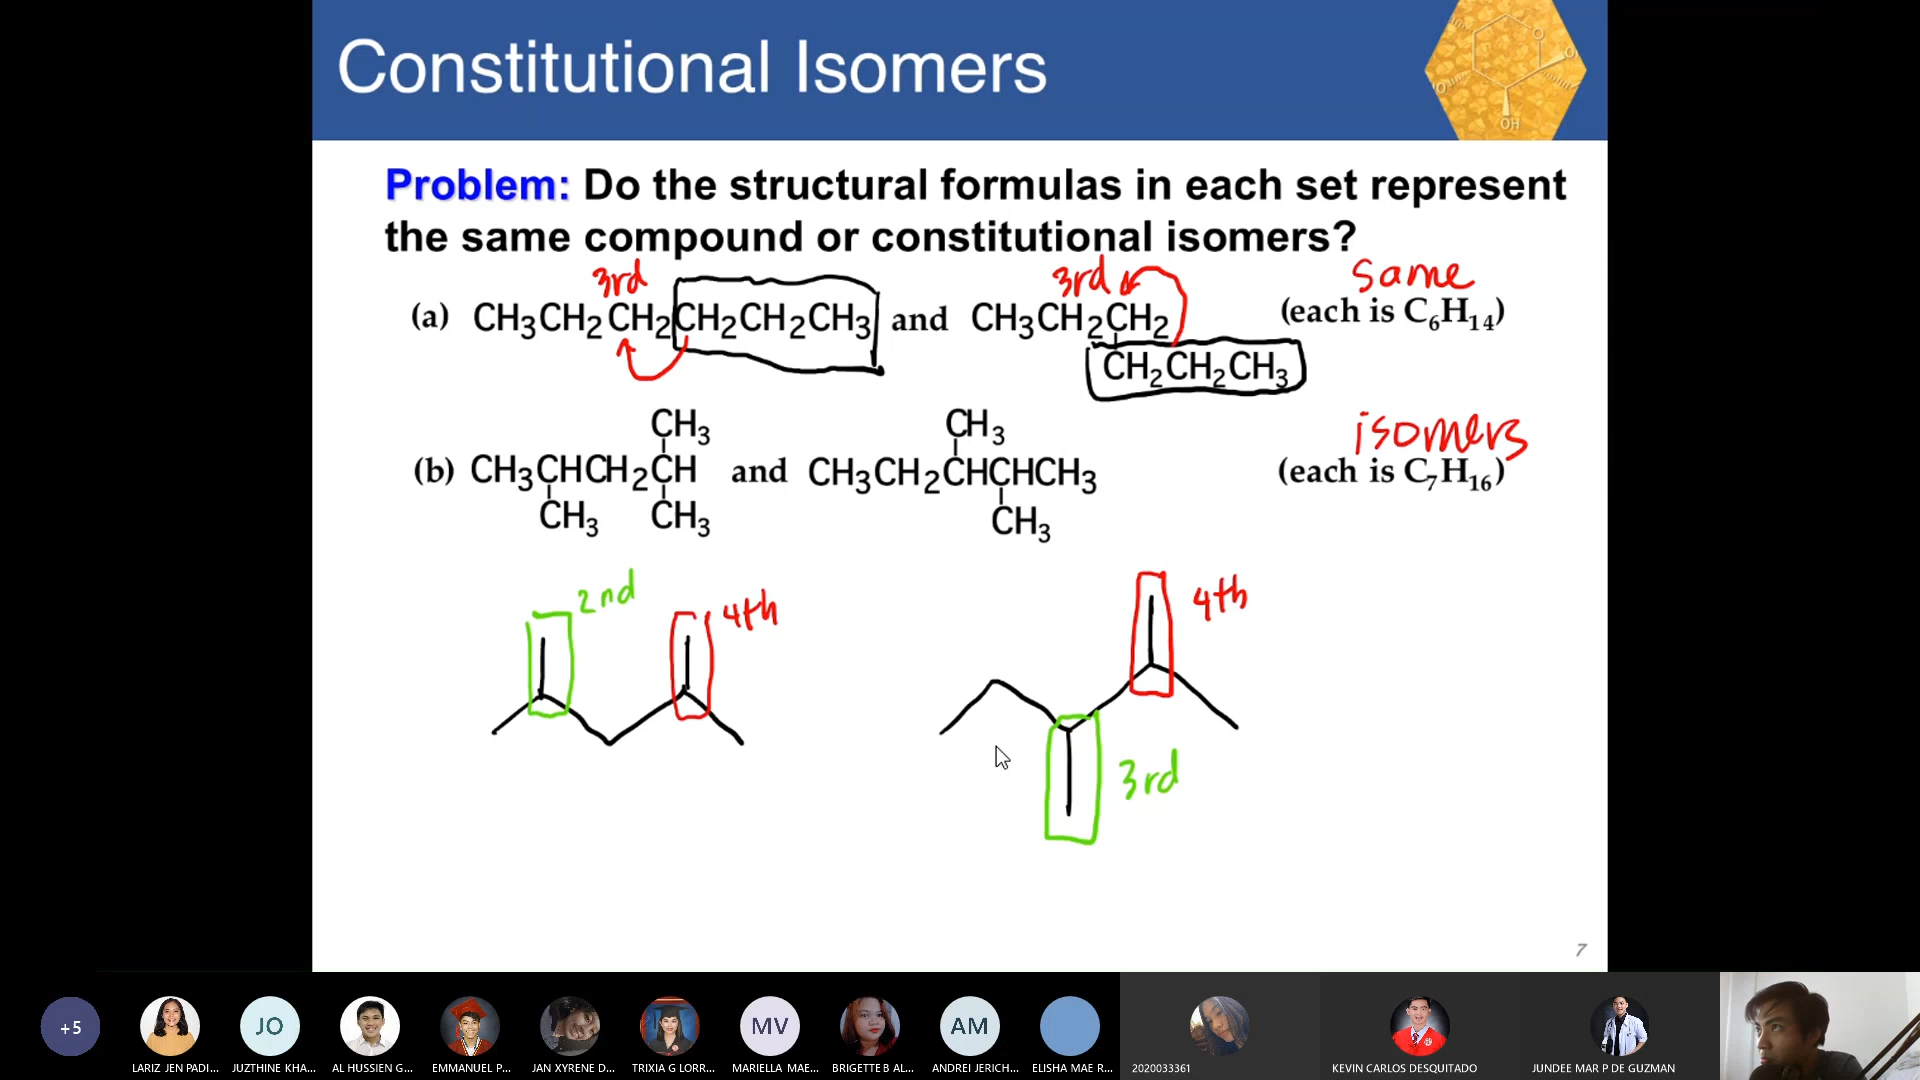 Constitutional Isomers
O
O
O
OH
Problem: Do the structural formulas in each set represent
the same compound or constitutional isomers?
3rd 3rd same
(a) CH3CH2CH2CH2CH2CH3 and CH3CH2CH2 (each is C6H14)
CH2CH2CH3
CH3 CH3 isomers
(b) CH3CHCH2CH and CH3CH2CHCHCH3 (each is C7H16)
CH3 CH3 CH3
2nd 4th 4th
3rd
7
+5 JO MV AM
LARIZ JEN PADI... JUZTHINE KHA... AL HUSSIEN G... EMMANUEL P... JAN XYRENE D... TRIXIA G LORR... MARIELLA MAE... BRIGETTE B AL... ANDREI JERICH... ELISHA MAE R... 2020033361 KEVIN CARLOS DESQUITADO JUNDEE MAR P DE GUZMAN